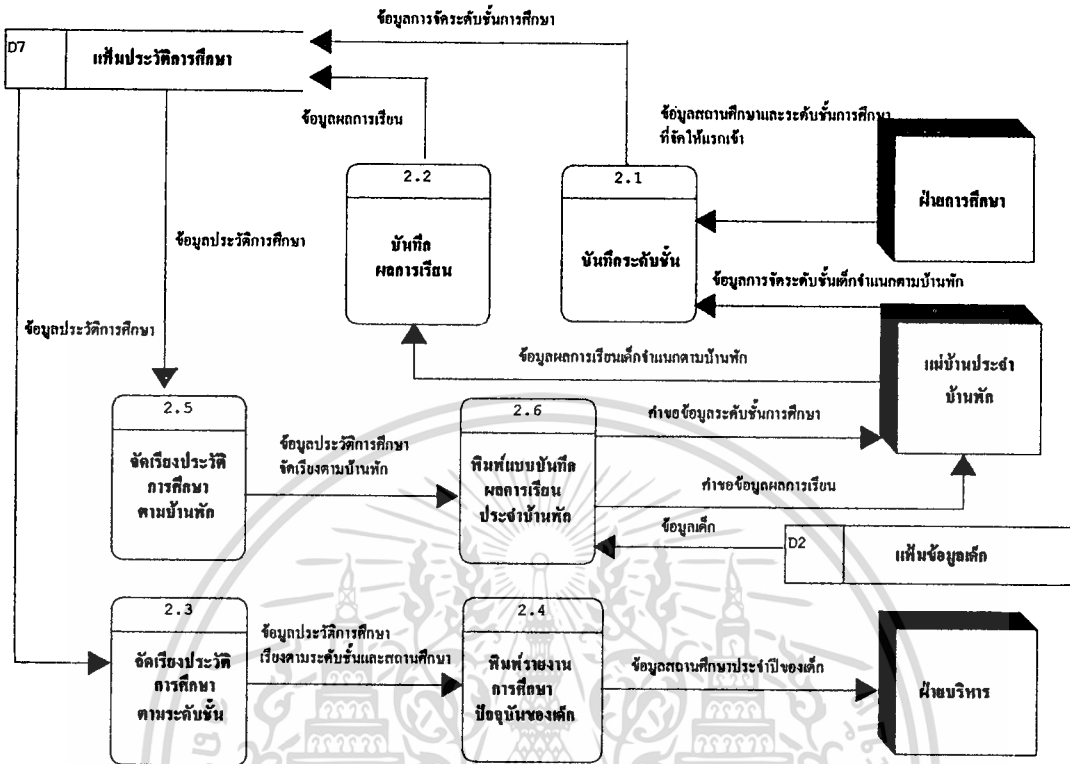 ข้อมูลการจัดระดับชั้นการศึกษา
D7
แฟ้มประวัติการศึกษา
ข้อมูลผลการเรียน
ข้อมูลสถานศึกษาและระดับชั้นการศึกษา
ที่จัดให้แรกเข้า
2.2
บันทึก
ผลการเรียน
2.1
บันทึกระดับชั้น
ฝ่ายการศึกษา
ข้อมูลประวัติการศึกษา
ข้อมูลการจัดระดับชั้นเด็กจำแนกตามบ้านพัก
ข้อมูลประวัติการศึกษา
ข้อมูลผลการเรียนเด็กจำแนกตามบ้านพัก
แม่บ้านประจำ
บ้านพัก
2.5
จัดเรียงประวัติ
การศึกษา
ตามบ้านพัก
ข้อมูลประวัติการศึกษา
จัดเรียงตามบ้านพัก
2.6
พิมพ์แบบบันทึก
ผลการเรียน
ประจำบ้านพัก
คำขอข้อมูลระดับชั้นการศึกษา
คำขอข้อมูลผลการเรียน
ข้อมูลเด็ก
D2
แฟ้มข้อมูลเด็ก
2.3
จัดเรียงประวัติ
การศึกษา
ตามระดับชั้น
ข้อมูลประวัติการศึกษา
เรียงตามระดับชั้นและสถานศึกษา
2.4
พิมพ์รายงาน
การศึกษา
ปัจจุบันของเด็ก
ข้อมูลสถานศึกษาประจำปีของเด็ก
ฝ่ายบริหาร